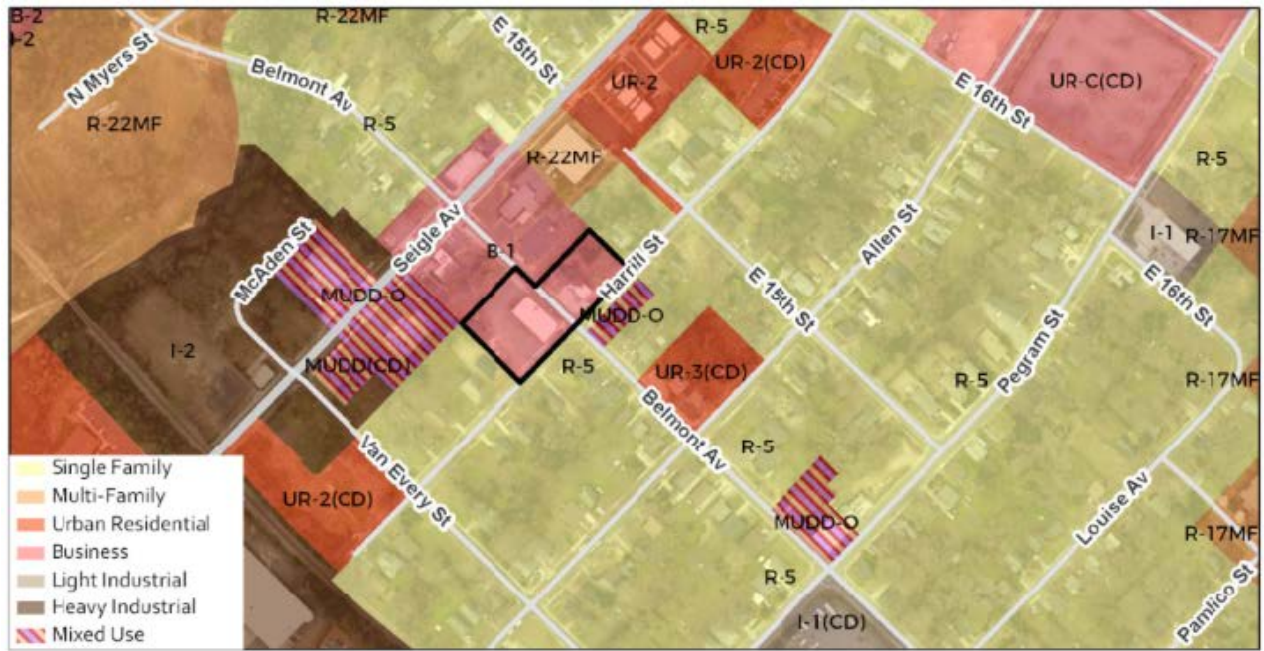 B-2
R-22MF
E 15th St
R-5
UR-2(CD)
UR-2
N Myers St
Belmont Av
R-22MF
R-5
E 16th St
UR-C(CD)
R-22MF
R-5
Seigle Av
McAden St
B-1
Harrill St
Allen St
I-1
R-17MF
MUDD-O
MUDD-O
E 15th St
E 16th St
I-2
MUDD(CD)
R-5
UR-3(CD)
R-5
Pegram St
R-17MF
Belmont Av
R-5
Van Every St
UR-2(CD)
MUDD-O
Louise Av
R-17MF
R-5
I-1(CD)
Pamlico St
Single Family
Multi-Family
Urban Residential
Business
Light Industrial
Heavy Industrial
Mixed Use